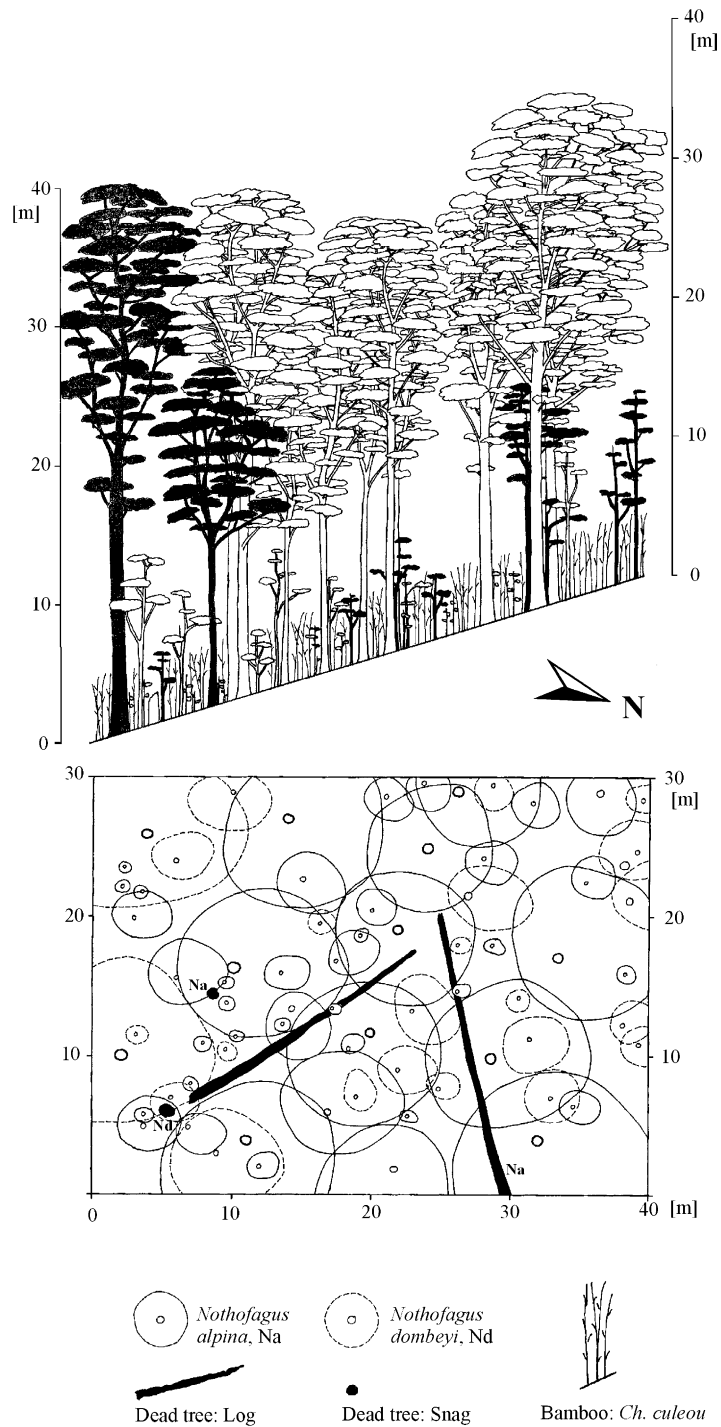 40
[m]
30
20
10
0
40
[m]
30
20
10
0
N
30
20
10
0
10
20
30
40 [m]
30
[m]
20
10
Na
Nd
Na
Nothofagus
alpina, Na
Nothofagus
dombeyi, Nd
Dead tree: Log
Dead tree: Snag
Bamboo: Ch. culeou